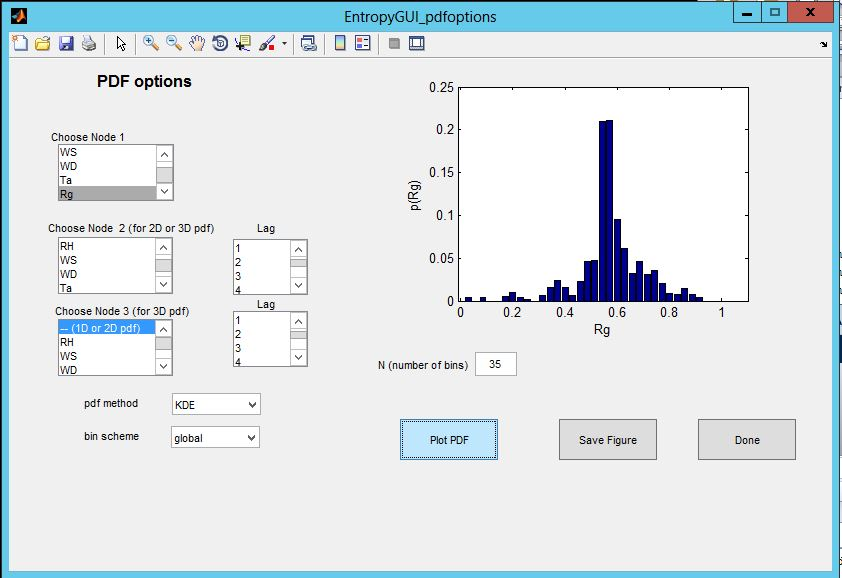 EntropyGUI_pdfoptions
PDF options
Choose Node 1
WS
WD
Ta
Rg
Choose Node 2 (for 2D or 3D pdf)
Lag
RH
WS
WD
Ta
1
2
3
4
Choose Node 3 (for 3D pdf)
Lag
-- (1D or 2D pdf)
RH
WS
WD
1
2
3
4
pdf method
KDE
bin scheme
global
0.25
0.2
0.15
0.1
0.05
0
p(Rg)
0 0.2 0.4 0.6 0.8 1
Rg
N (number of bins) 35
Plot PDF
Save Figure
Done